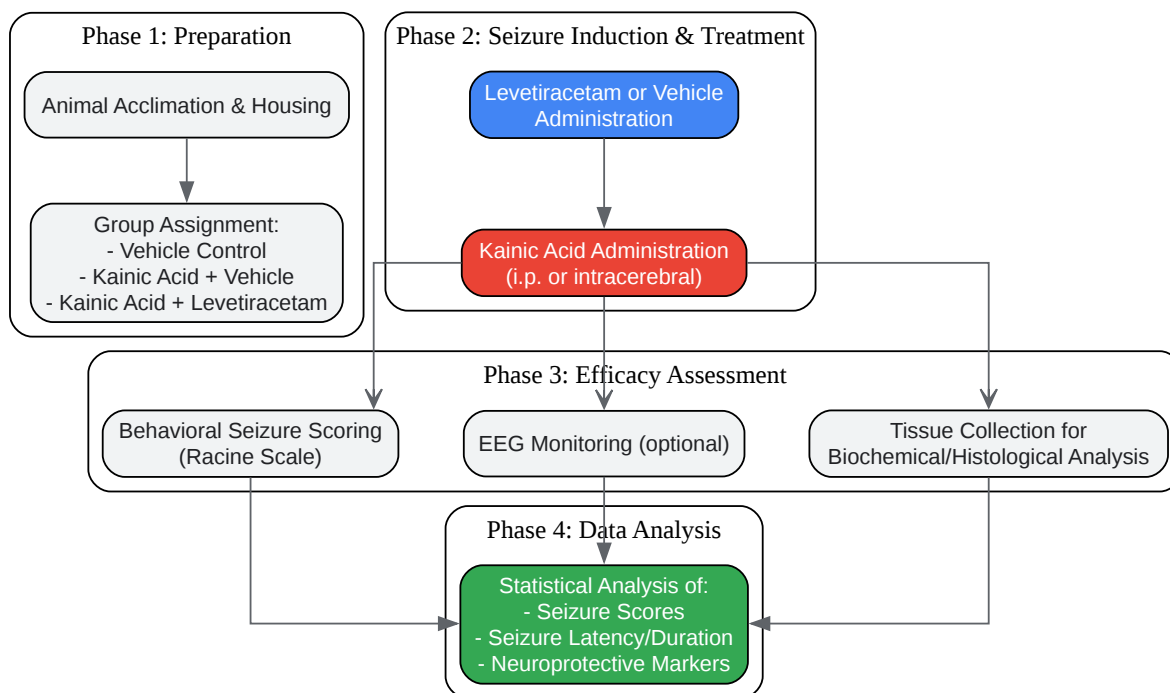 Phase 1: Preparation
Animal Acclimation & Housing
Group Assignment:
- Vehicle Control
- Kainic Acid + Vehicle
- Kainic Acid + Levetiracetam
Phase 2: Seizure Induction & Treatment
Levetiracetam or Vehicle
Administration
Kainic Acid Administration
(i.p. or intracerebral)
Phase 3: Efficacy Assessment
Behavioral Seizure Scoring
(Racine Scale)
EEG Monitoring (optional)
Tissue Collection for
Biochemical/Histological Analysis
Phase 4: Data Analysis
Statistical Analysis of:
- Seizure Scores
- Seizure Latency/Duration
- Neuroprotective Markers